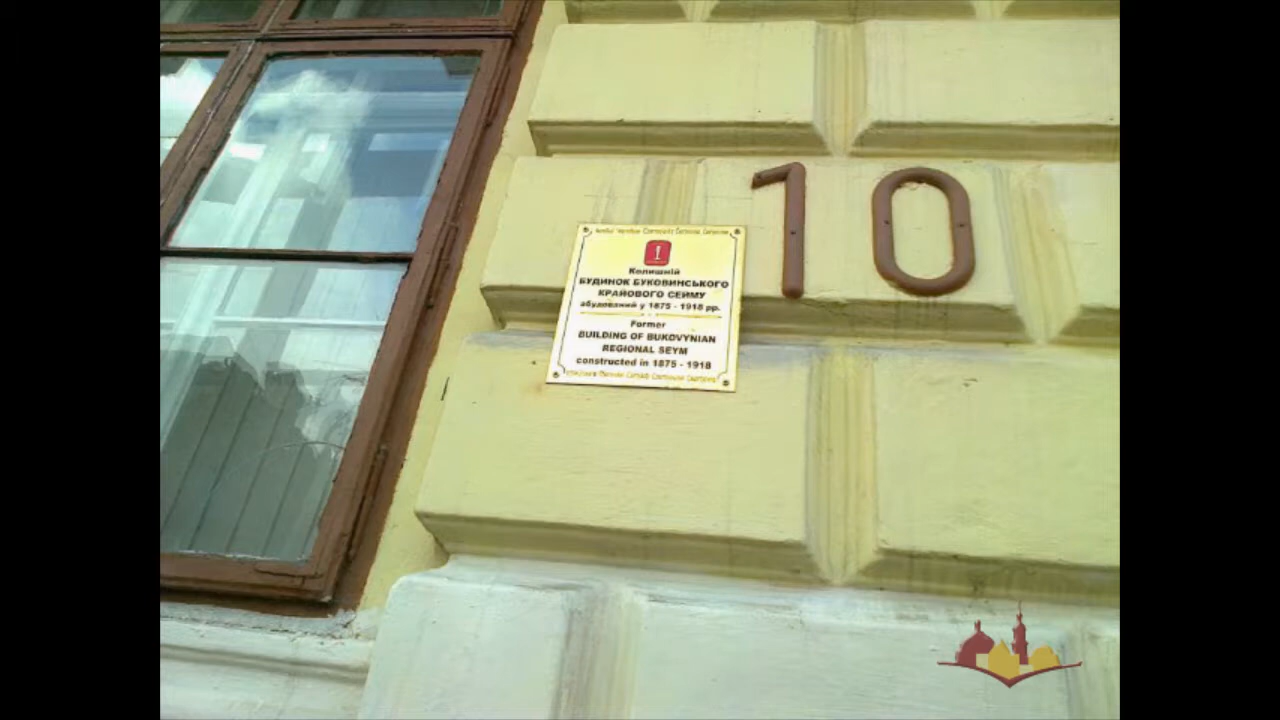 10
Колишній
БУДИНОК БУКОВИНСЬКОГО
КРАЙОВОГО СЕЙМУ
збудований у 1875 - 1918 рр.
Former
BUILDING OF BUKOVYNIAN
REGIONAL SEYM
constructed in 1875 - 1918